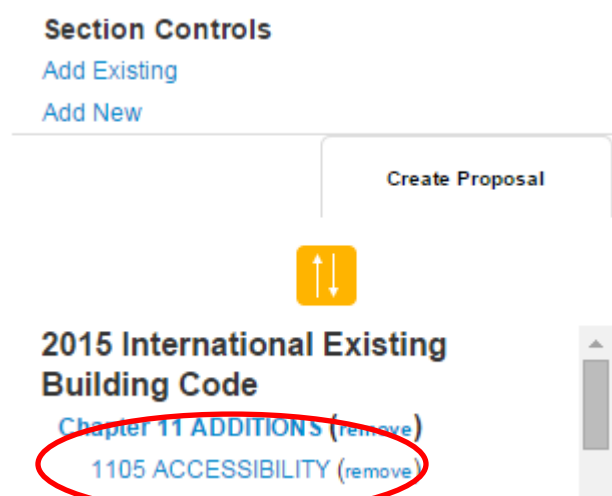 Section Controls
Add Existing
Add New
Create Proposal
2015 International Existing
Building Code
Chapter 11 ADDITIONS (remove)
1105 ACCESSIBILITY (remove)